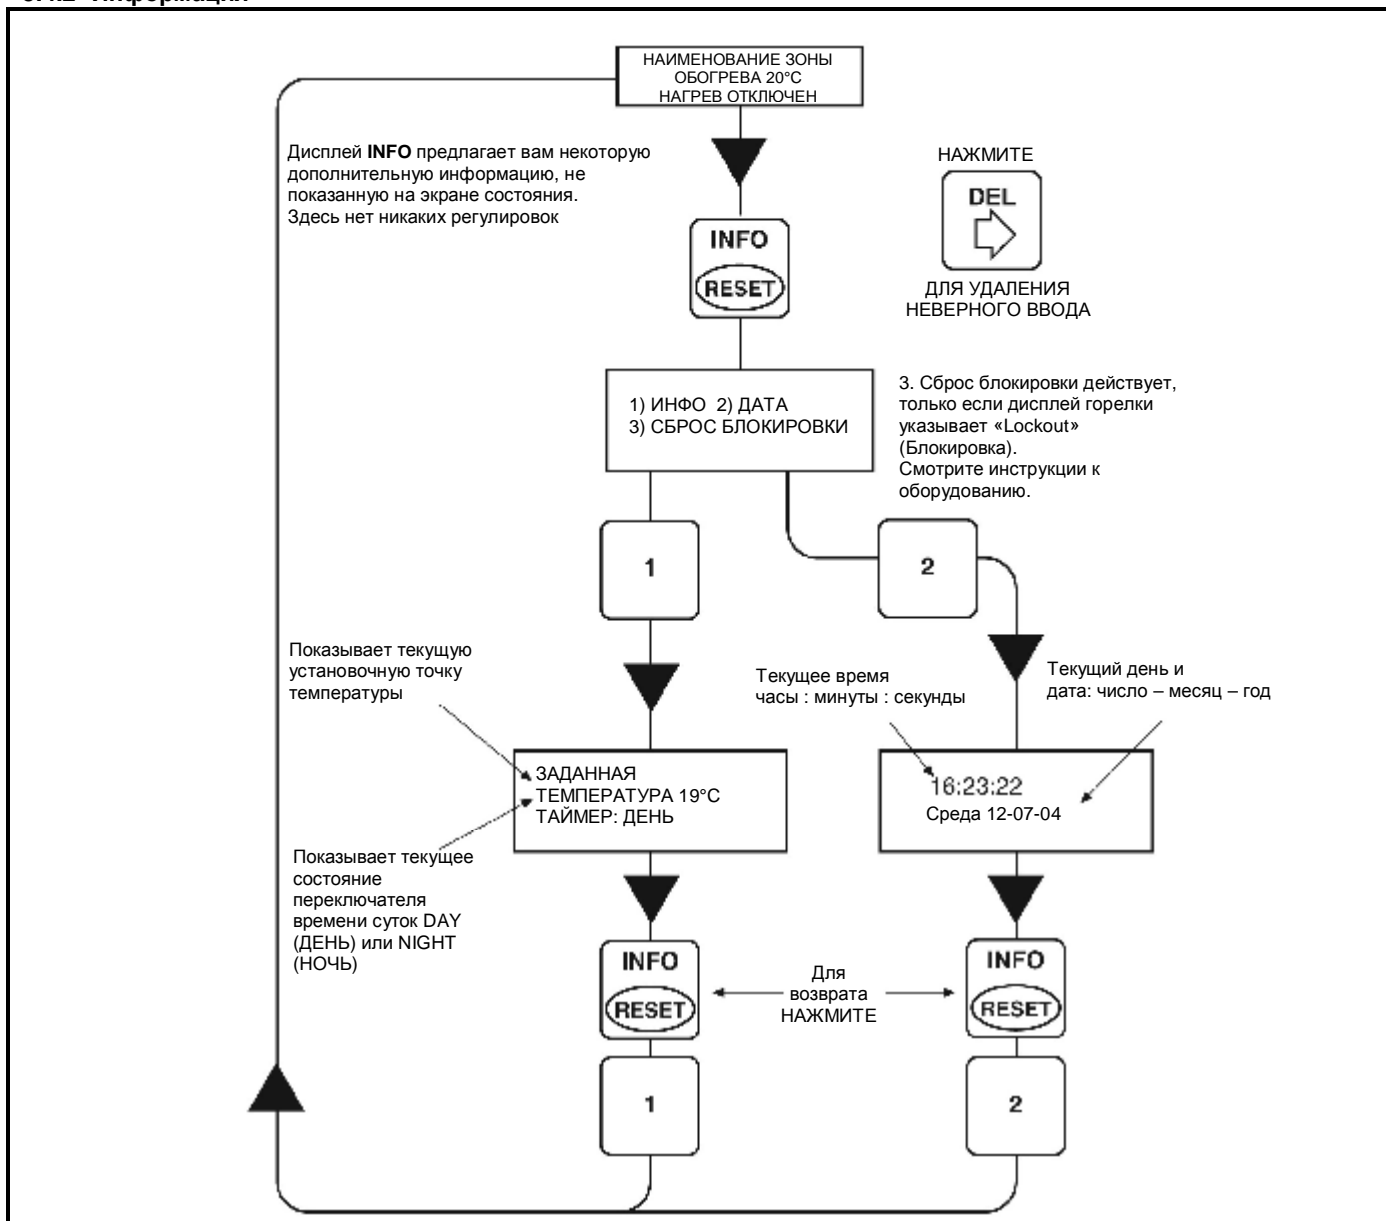 НАИМЕНОВАНИЕ ЗОНЫ
ОБОГРЕВА 20°C
НАГРЕВ ОТКЛЮЧЕН
Дисплей INFO предлагает вам некоторую
дополнительную информацию, не
показанную на экране состояния.
Здесь нет никаких регулировок
НАЖМИТЕ
DEL
ДЛЯ УДАЛЕНИЯ
НЕВЕРНОГО ВВОДА
INFO
RESET
1) ИНФО 2) ДАТА
3) СБРОС БЛОКИРОВКИ
3. Сброс блокировки действует,
только если дисплей горелки
указывает «Lockout»
(Блокировка).
Смотрите инструкции к
оборудованию.
1
2
Показывает текущую
установочную точку
температуры
Текущее время
часы : минуты : секунды
Текущий день и
дата: число – месяц – год
ЗАДАННАЯ
ТЕМПЕРАТУРА 19°C
ТАЙМЕР: ДЕНЬ
16:23:22
Среда 12-07-04
Показывает текущее
состояние
переключателя
времени суток DAY
(ДЕНЬ) или NIGHT
(НОЧЬ)
INFO
RESET
Для
возврата
НАЖМИТЕ
INFO
RESET
1
2